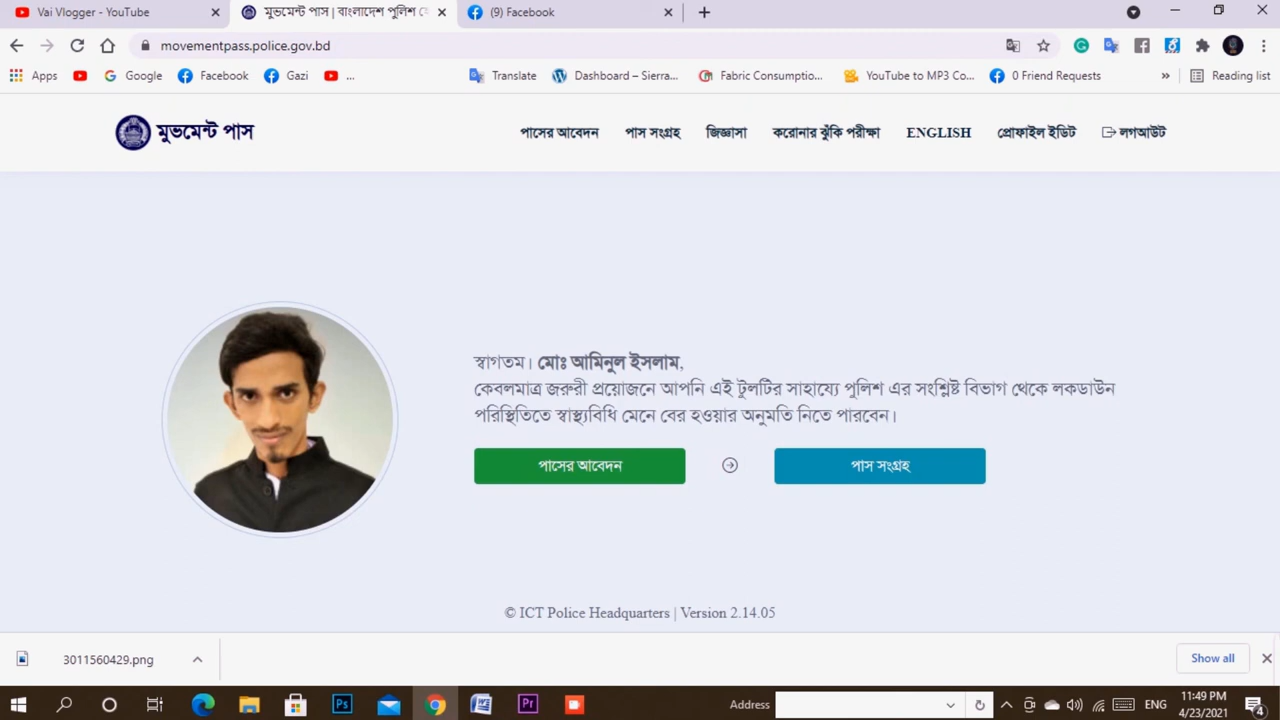 Vai Vlogger - YouTube
মুভমেন্ট পাস | বাংলাদেশ পুলিশ হে
(9) Facebook
movementpass.police.gov.bd
Apps
Google
Facebook
Gazi
...
Translate
Dashboard – Sierra...
Fabric Consumptio...
YouTube to MP3 Co...
0 Friend Requests
»
Reading list
মুভমেন্ট পাস
পাসের আবেদন
পাস সংগ্রহ
জিজ্ঞাসা
করোনার ঝুঁকি পরীক্ষা
ENGLISH
প্রোফাইল ইডিট
লগআউট
স্বাগতম। মোঃ আমিনুল ইসলাম,
কেবলমাত্র জরুরী প্রয়োজনে আপনি এই টুলটির সাহায্যে পুলিশ এর সংশ্লিষ্ট বিভাগ থেকে লকডাউন
পরিস্থিতিতে স্বাস্থ্যবিধি মেনে বের হওয়ার অনুমতি নিতে পারবেন।
পাসের আবেদন
পাস সংগ্রহ
© ICT Police Headquarters | Version 2.14.05
3011560429.png
Show all
Ps
Pr
Address
ENG
11:49 PM
4/23/2021
4